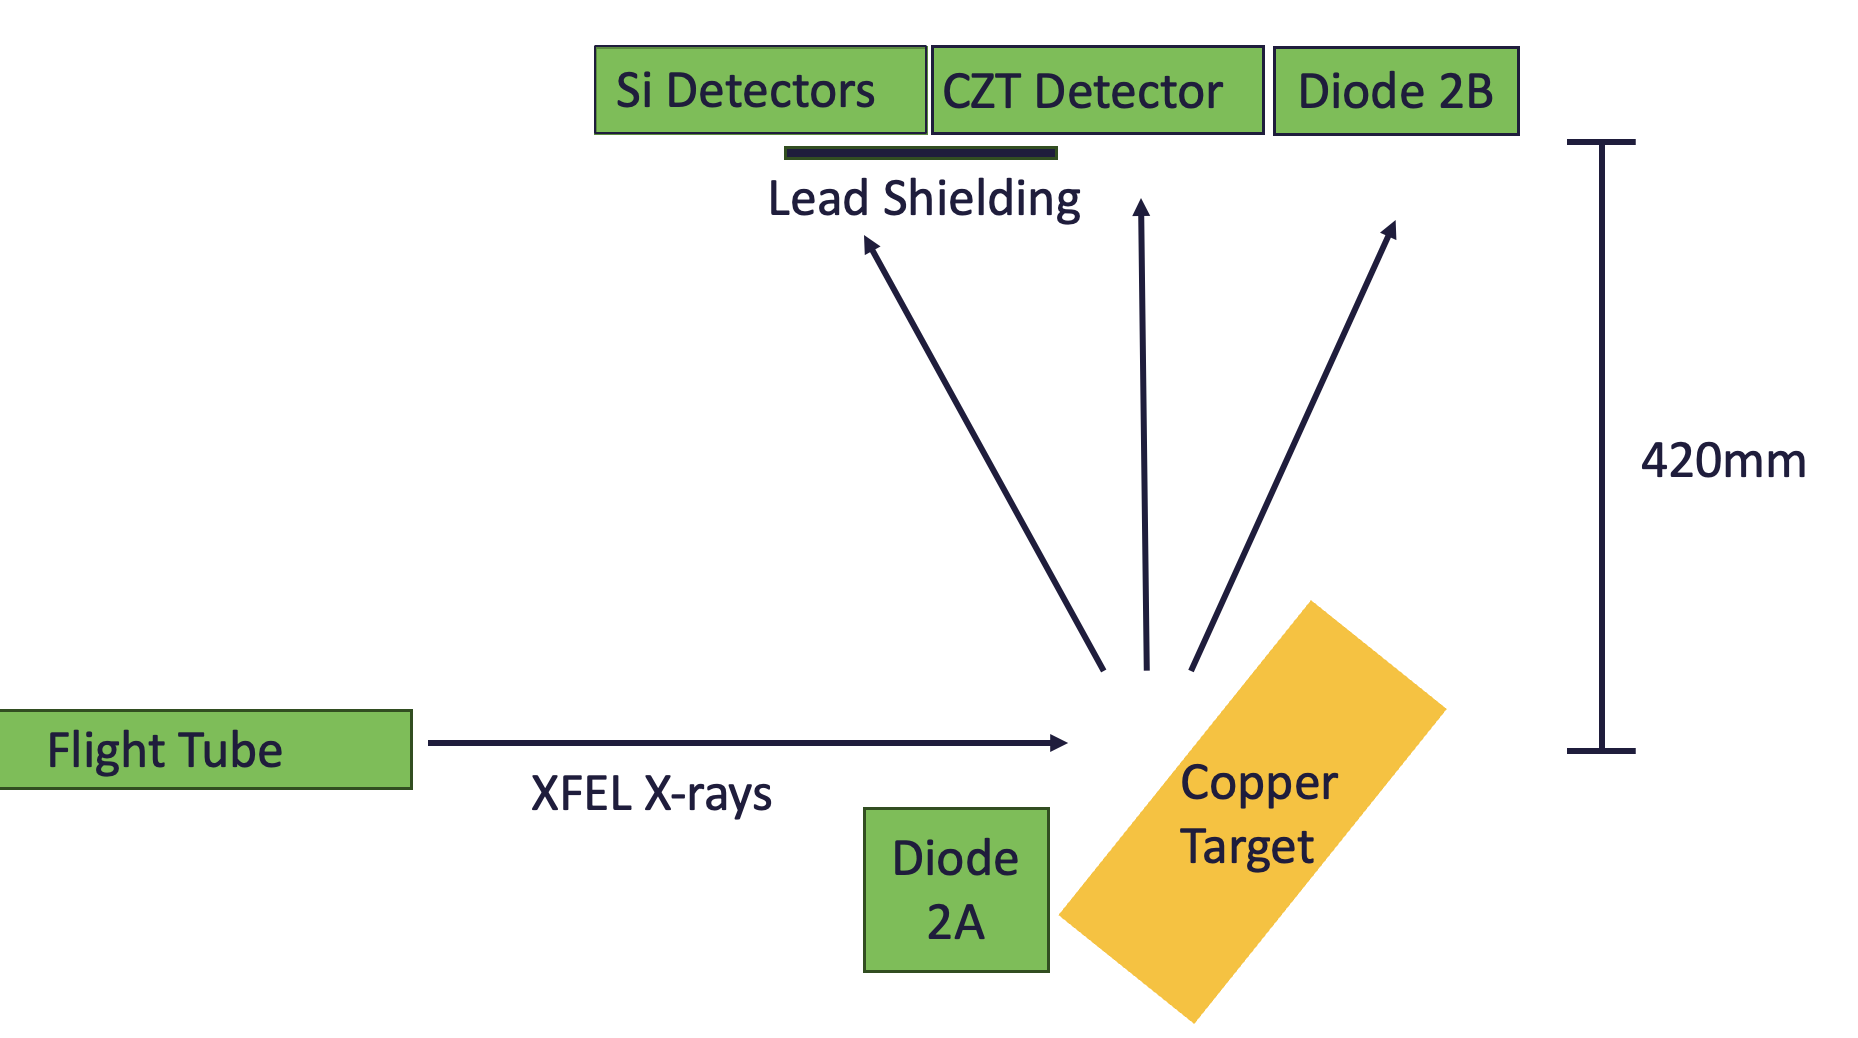 Si Detectors
CZT Detector
Diode 2B
Lead Shielding
420mm
Flight Tube
XFEL X-rays
Copper
Target
Diode
2A